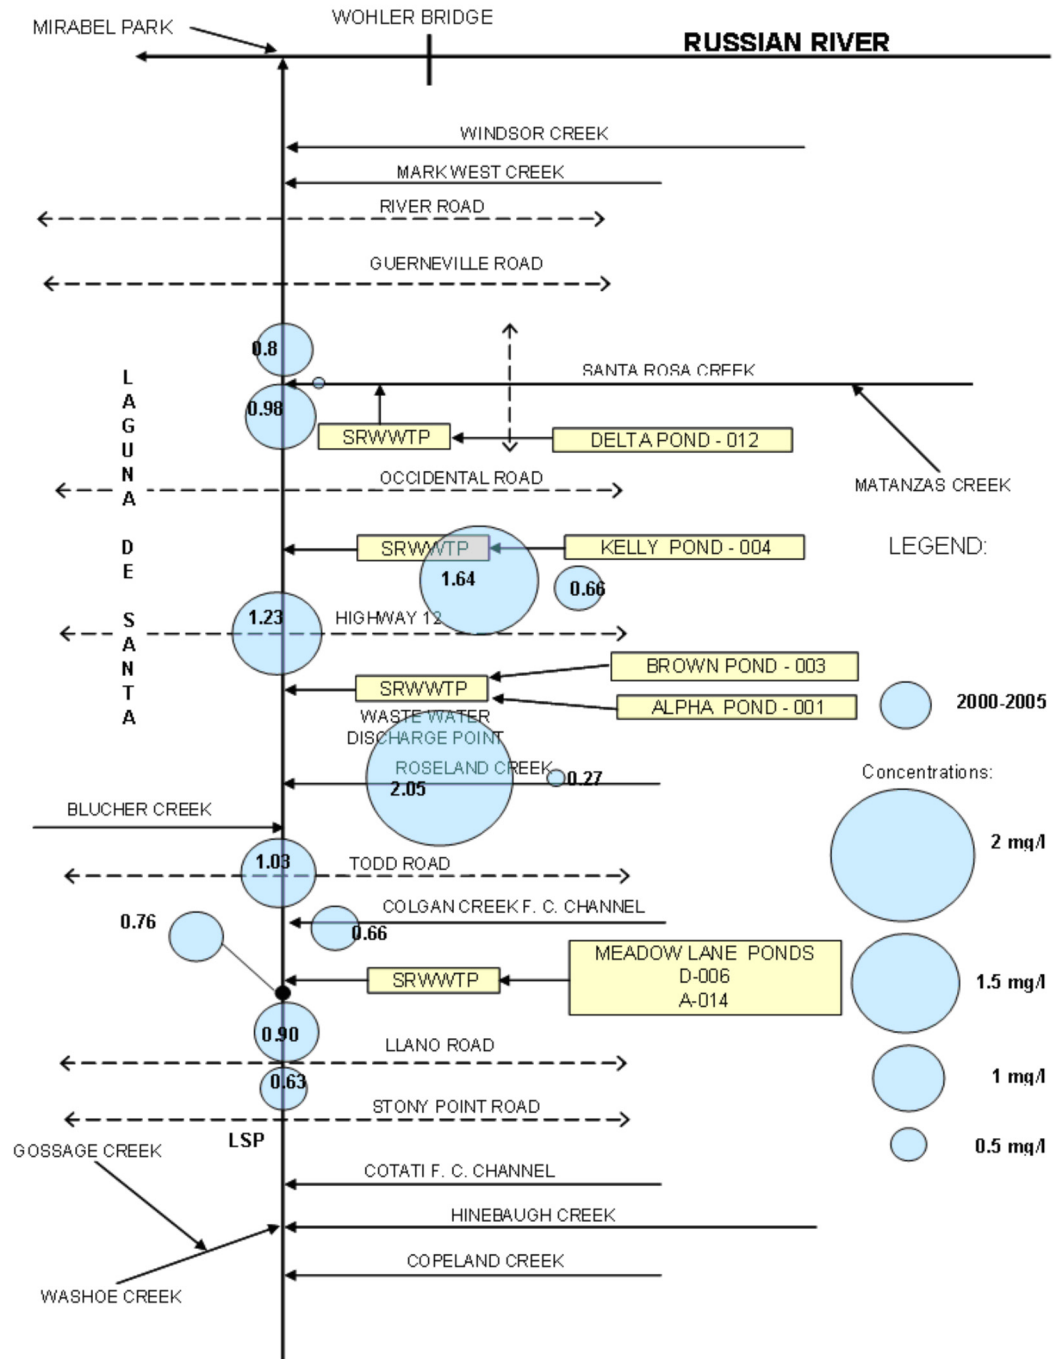 WOHLER BRIDGE
MIRABEL PARK
RUSSIAN RIVER
WINDSOR CREEK
MARK WEST CREEK
RIVER ROAD
GUERNEVILLE ROAD
0.8
SANTA ROSA CREEK
0.98
SRWWTP
DELTA POND - 012
MATANZAS CREEK
OCCIDENTAL ROAD
LAGUNA
DE
SANTA
SRWWTP
KELLY POND - 004
LEGEND:
1.64
0.66
1.23
HIGHWAY 12
BROWN POND - 003
SRWWTP
ALPHA POND - 001
2000-2005
WASTE WATER
DISCHARGE POINT
ROSELAND CREEK
2.05
0.27
Concentrations:
BLUCHER CREEK
2 mg/l
1.03
TODD ROAD
0.76
COLGAN CREEK F. C. CHANNEL
0.66
MEADOW LANE PONDS
D-006
A-014
SRWWTP
1.5 mg/l
0.90
LLANO ROAD
0.63
1 mg/l
STONY POINT ROAD
LSP
0.5 mg/l
GOSSAGE CREEK
COTATI F. C. CHANNEL
HINEBAUGH CREEK
COPELAND CREEK
WASHOE CREEK